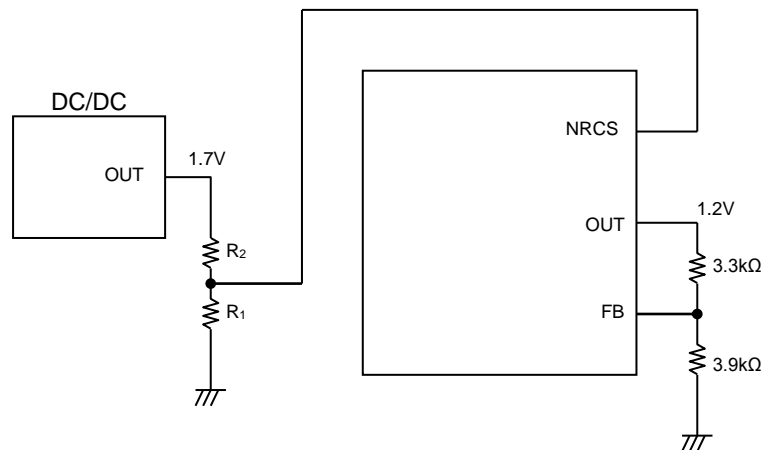 DC/DC
OUT
1.7V
R₂
R₁
NRCS
OUT
1.2V
3.3kΩ
FB
3.9kΩ